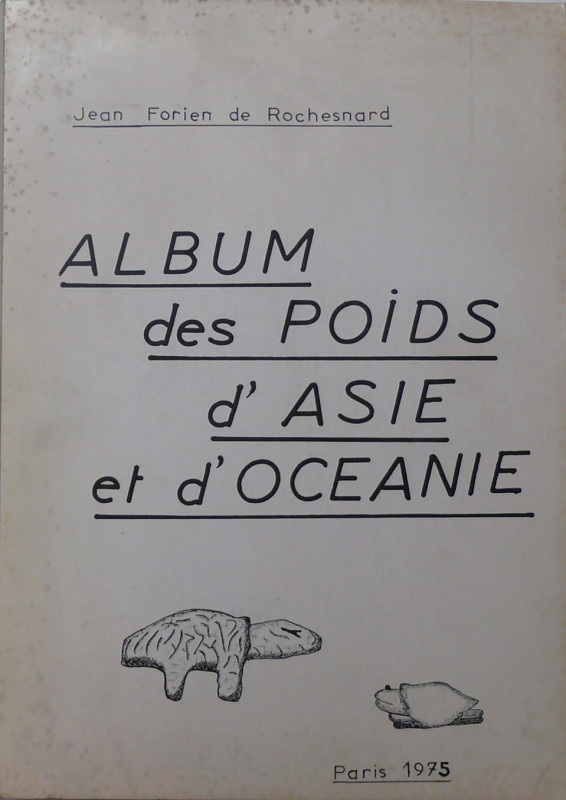 Jean Forien de Rochesnard
ALBUM
des POiDS
d' ASIE
et d'OCEANIE
Paris 1975